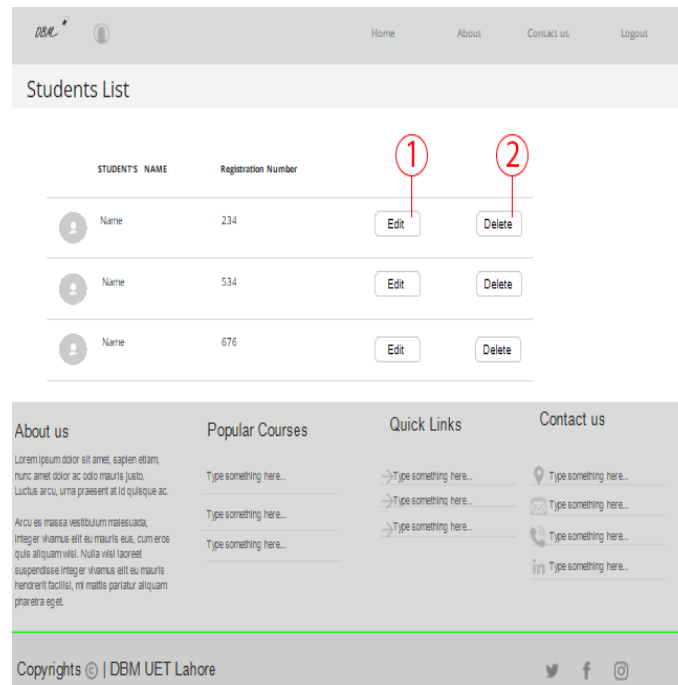 DBM
Home About Contact us Logout
Students List
1 2
STUDENT'S NAME Registration Number
Name 234 Edit Delete
Name 534 Edit Delete
Name 676 Edit Delete
About us
Lorem ipsum dolor sit amet, sapien etiam,
nunc amet dolor ac odio mauris justo.
Luctus arcu, urna praesent at id quisque ac.
Arcu es massa vestibulum malesuada,
integer vivamus elit eu mauris eus, cum eros
quis aliquam wisi. Nulla wisi laoreet
suspendisse integer vivamus elit eu mauris
hendrerit facilisi, mi mattis pariatur aliquam
pharetra eget.
Popular Courses
Type something here...
Type something here...
Type something here...
Quick Links
Type something here...
Type something here...
Type something here...
Contact us
Type something here...
Type something here...
Type something here...
in Type something here...
Copyrights © | DBM UET Lahore